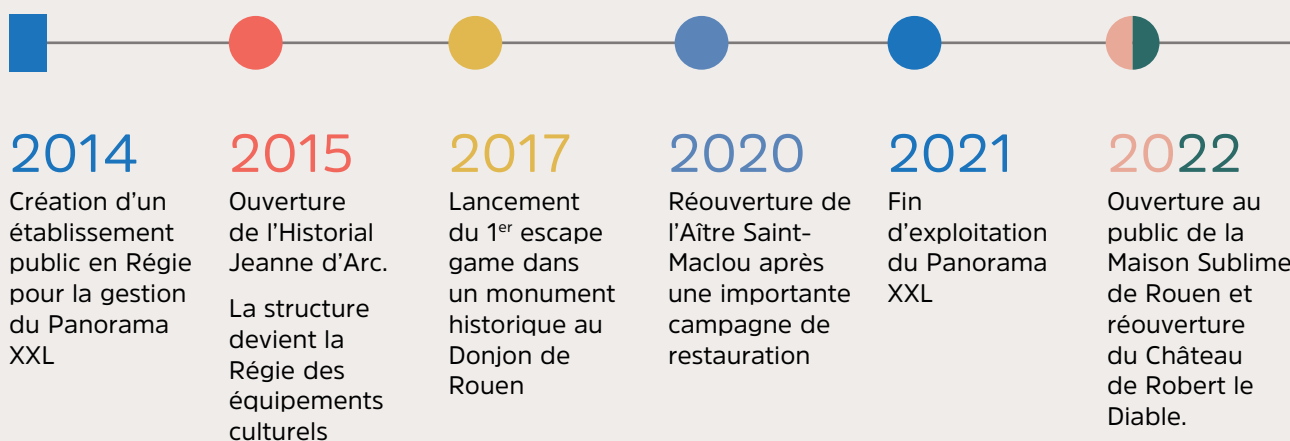 2014
Création d’un
établissement
public en Régie
pour la gestion
du Panorama
XXL
2015
Ouverture
de l’Historial
Jeanne d’Arc.
La structure
devient la
Régie des
équipements
culturels
2017
Lancement
du 1er escape
game dans
un monument
historique au
Donjon de
Rouen
2020
Réouverture de
l’Aître Saint-
Maclou après
une importante
campagne de
restauration
2021
Fin
d’exploitation
du Panorama
XXL
2022
Ouverture au
public de la
Maison Sublime
de Rouen et
réouverture
du Château
de Robert le
Diable.